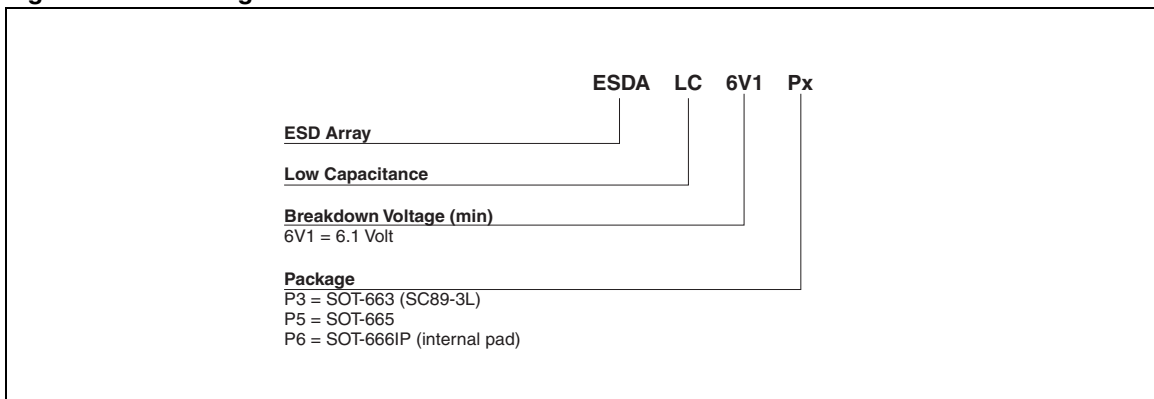 ESDA LC 6V1 Px
ESD Array
Low Capacitance
Breakdown Voltage (min)
6V1 = 6.1 Volt
Package
P3 = SOT-663 (SC89-3L)
P5 = SOT-665
P6 = SOT-666IP (internal pad)